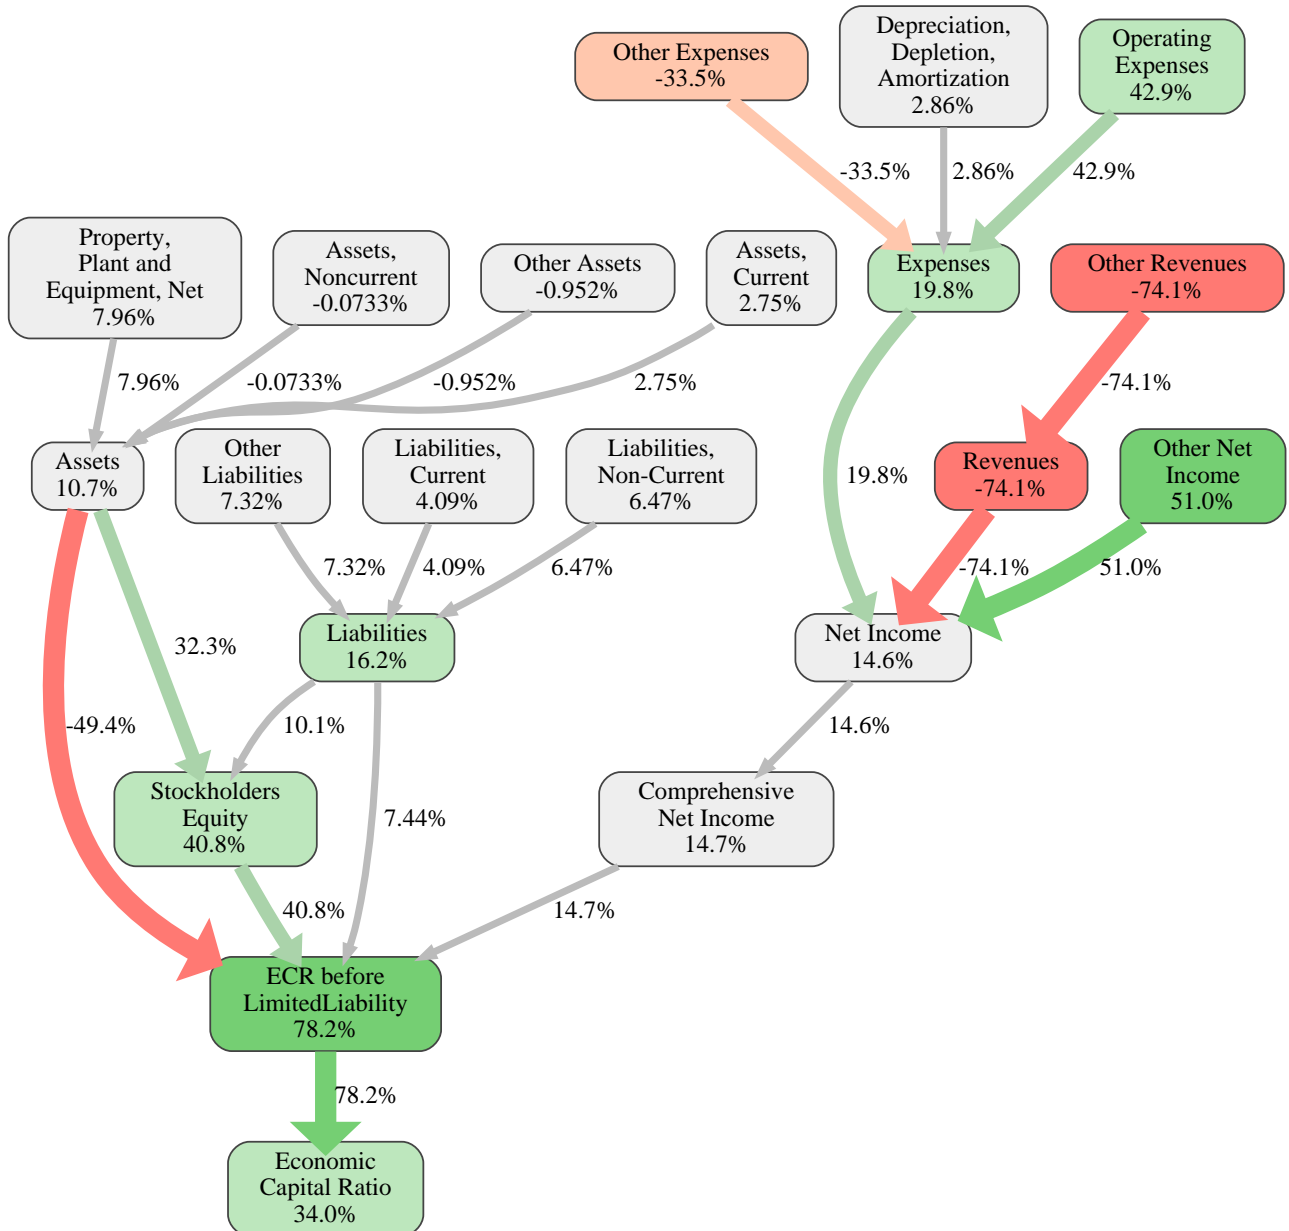 Other Expenses
-33.5%
Depreciation,
Depletion,
Amortization
2.86%
Operating
Expenses
42.9%
-33.5%
2.86%
42.9%
Property,
Plant and
Equipment, Net
7.96%
Assets,
Noncurrent
-0.0733%
Other Assets
-0.952%
Assets,
Current
2.75%
Expenses
19.8%
Other Revenues
-74.1%
7.96%
-0.0733%
-0.952%
2.75%
-74.1%
Assets
10.7%
Other
Liabilities
7.32%
Liabilities,
Current
4.09%
Liabilities,
Non-Current
6.47%
19.8%
Revenues
-74.1%
Other Net
Income
51.0%
7.32%
4.09%
6.47%
-74.1%
51.0%
32.3%
Liabilities
16.2%
Net Income
14.6%
-49.4%
10.1%
14.6%
Stockholders
Equity
40.8%
7.44%
Comprehensive
Net Income
14.7%
40.8%
14.7%
ECR before
LimitedLiability
78.2%
78.2%
Economic
Capital Ratio
34.0%